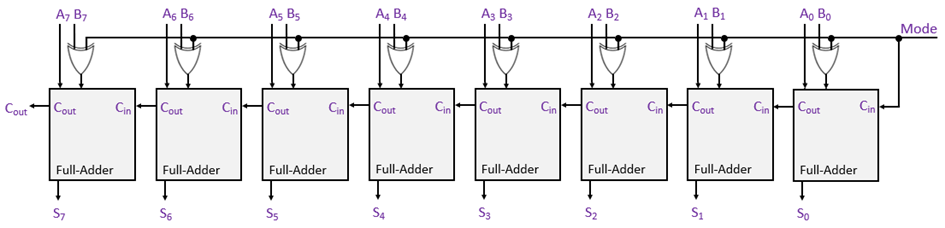 A₇ B₇ A₆ B₆ A₅ B₅ A₄ B₄ A₃ B₃ A₂ B₂ A₁ B₁ A₀ B₀
Mode
Cout Cout Cin Cout Cin Cout Cin Cout Cin Cout Cin Cout Cin Cout Cin Cout Cin
Full-Adder Full-Adder Full-Adder Full-Adder Full-Adder Full-Adder Full-Adder Full-Adder
S₇ S₆ S₅ S₄ S₃ S₂ S₁ S₀